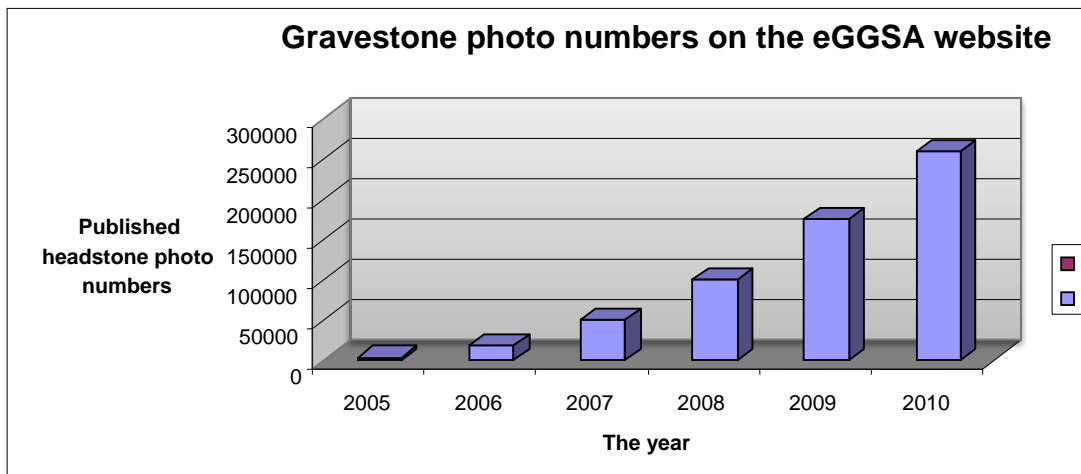 Gravestone photo numbers on the eGGSA website
300000
250000
200000
150000
100000
50000
0
Published
headstone photo
numbers
2005 2006 2007 2008 2009 2010
The year